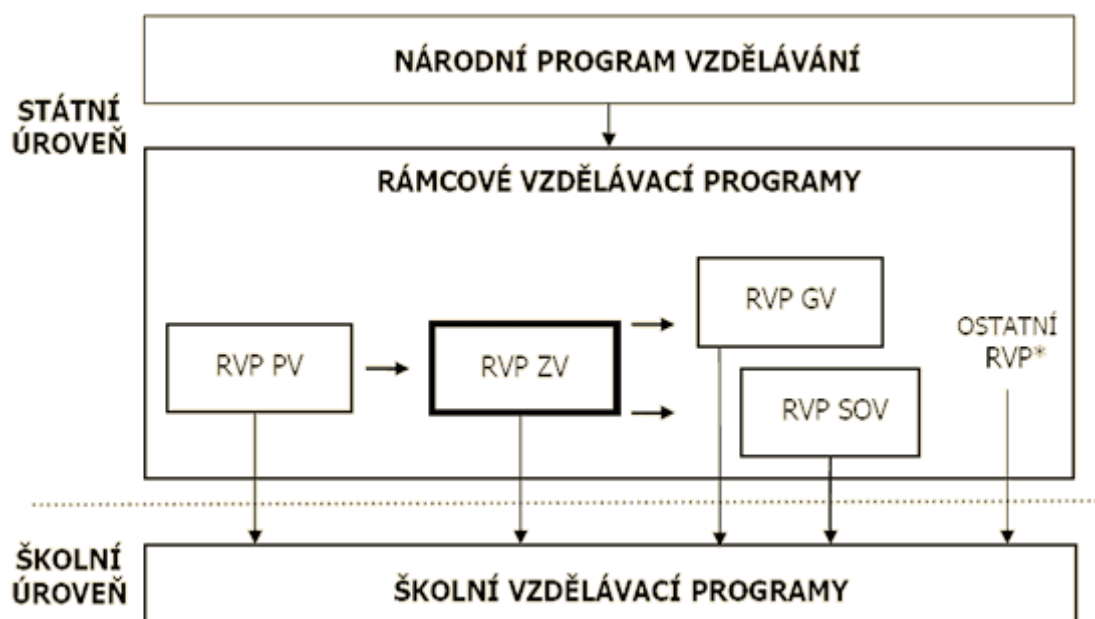 NÁRODNÍ PROGRAM VZDĚLÁVÁNÍ
STÁTNÍ
ÚROVEŇ
RÁMCOVÉ VZDĚLÁVACÍ PROGRAMY
RVP GV
OSTATNÍ
RVP*
RVP PV
RVP ZV
RVP SOV
ŠKOLNÍ
ÚROVEŇ
ŠKOLNÍ VZDĚLÁVACÍ PROGRAMY